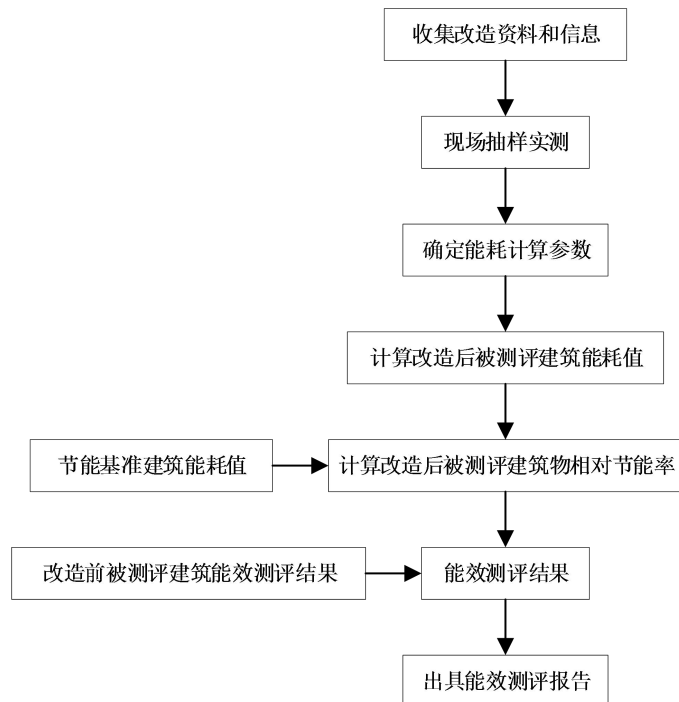 收集改造资料和信息
现场抽样实测
确定能耗计算参数
计算改造后被测评建筑能耗值
节能基准建筑能耗值
计算改造后被测评建筑物相对节能率
改造前被测评建筑能效测评结果
能效测评结果
出具能效测评报告